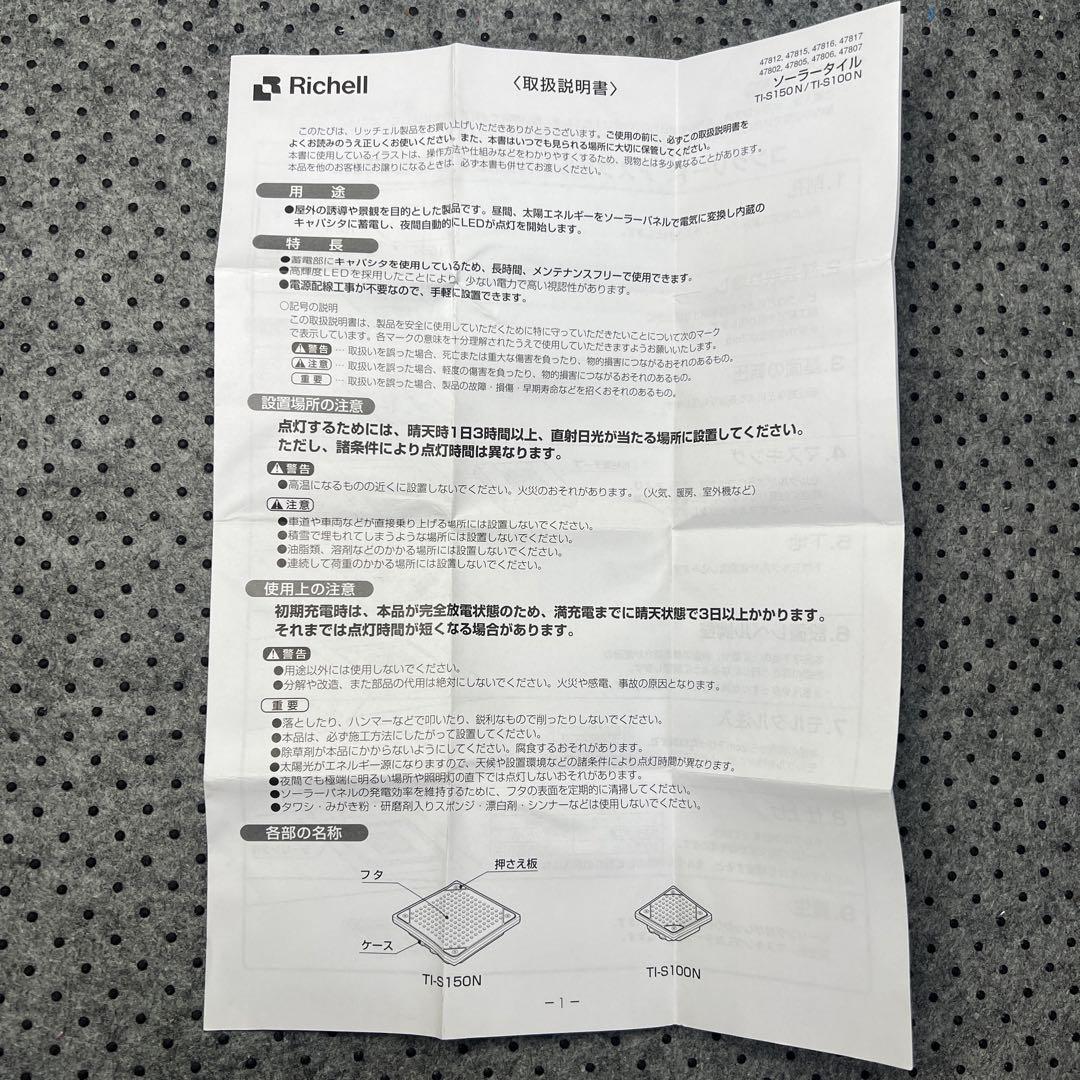 Richell
〈取扱説明書〉
47812, 47815, 47816, 47817
47802, 47805, 47806, 47807
ソーラータイル
TI-S150N/TI-S100N
このたびは、リッチェル製品をお買い上げいただきありがとうございます。ご使用の前に、必ずこの取扱説明書を
よくお読みのうえ正しくお使いください。また、本書はいつでも見られる場所に大切に保管してください。
本書に使用しているイラストは、操作方法や仕組みなどをわかりやすくするため、現物とは多少異なることがあります。
本品を他のお客様にお譲りになるときは、必ず本書も併せてお渡しください。
用 途
●屋外の誘導や景観を目的とした製品です。昼間、太陽エネルギーをソーラーパネルで電気に変換し内蔵の
キャパシタに蓄電し、夜間自動的にLEDが点灯を開始します。
特 長
●蓄電部にキャパシタを使用しているため、長時間、メンテナンスフリーで使用できます。
●高輝度LEDを採用したことにより、少ない電力で高い視認性があります。
●電源配線工事が不要なので、手軽に設置できます。
○記号の説明
この取扱説明書は、製品を安全に使用していただくために特に守っていただきたいことについて次のマーク
で表示しています。各マークの意味を十分理解されたうえで使用していただきますようお願いいたします。
警告 … 取扱いを誤った場合、死亡または重大な傷害を負ったり、物的損害につながるおそれのあるもの。
注意 … 取扱いを誤った場合、軽度の傷害を負ったり、物的損害につながるおそれのあるもの。
重要 … 取扱いを誤った場合、製品の故障・損傷・早期寿命などを招くおそれのあるもの。
設置場所の注意
点灯するためには、晴天時1日3時間以上、直射日光が当たる場所に設置してください。
ただし、諸条件により点灯時間は異なります。
警告
●高温になるものの近くに設置しないでください。火災のおそれがあります。（火気、暖房、室外機など）
注意
●車道や車両などが直接乗り上げる場所には設置しないでください。
●積雪で埋もれてしまうような場所には設置しないでください。
●油脂類、溶剤などのかかる場所には設置しないでください。
●連続して荷重のかかる場所には設置しないでください。
使用上の注意
初期充電時は、本品が完全放電状態のため、満充電までに晴天状態で3日以上かかります。
それまでは点灯時間が短くなる場合があります。
警告
●用途以外には使用しないでください。
●分解や改造、また部品の代用は絶対にしないでください。火災や感電、事故の原因となります。
重要
●落としたり、ハンマーなどで叩いたり、鋭利なもので削ったりしないでください。
●本品は、必ず施工方法にしたがって設置してください。
●除草剤が本品にかからないようにしてください。腐食するおそれがあります。
●太陽光がエネルギー源になりますので、天候や設置環境などの諸条件により点灯時間が異なります。
●夜間でも極端に明るい場所や照明灯の直下では点灯しないおそれがあります。
●ソーラーパネルの発電効率を維持するために、フタの表面を定期的に清掃してください。
●タワシ・みがき粉・研磨剤入りスポンジ・漂白剤・シンナーなどは使用しないでください。
各部の名称
フタ
押さえ板
ケース
TI-S150N
TI-S100N
－1－